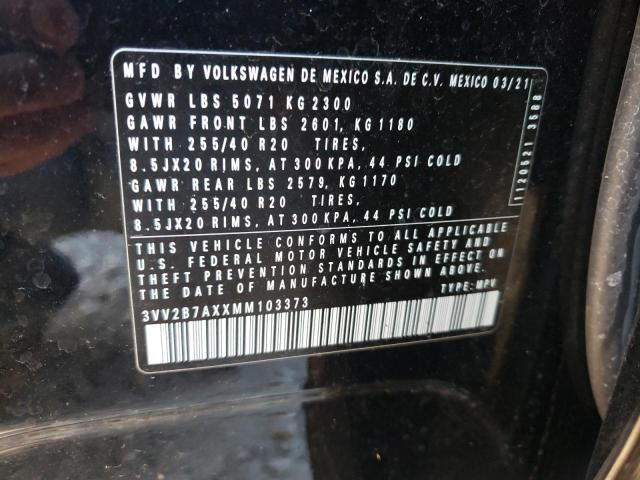 MFD BY VOLKSWAGEN DE MEXICO S.A. DE C.V. MEXICO 03/21
GVWR LBS 5071 KG 2300
GAWR FRONT LBS 2601, KG 1180
WITH 255/40 R20 TIRES,
8.5JX20 RIMS, AT 300 KPA, 44 PSI COLD
GAWR REAR LBS 2579, KG 1170
WITH 255/40 R20 TIRES,
8.5JX20 RIMS, AT 300 KPA, 44 PSI COLD
THIS VEHICLE CONFORMS TO ALL APPLICABLE
U.S. FEDERAL MOTOR VEHICLE SAFETY AND
THEFT PREVENTION STANDARDS IN EFFECT ON
THE DATE OF MANUFACTURE SHOWN ABOVE.
3VV2B7AXXMM103373 TYPE: MPV
1120521 3588